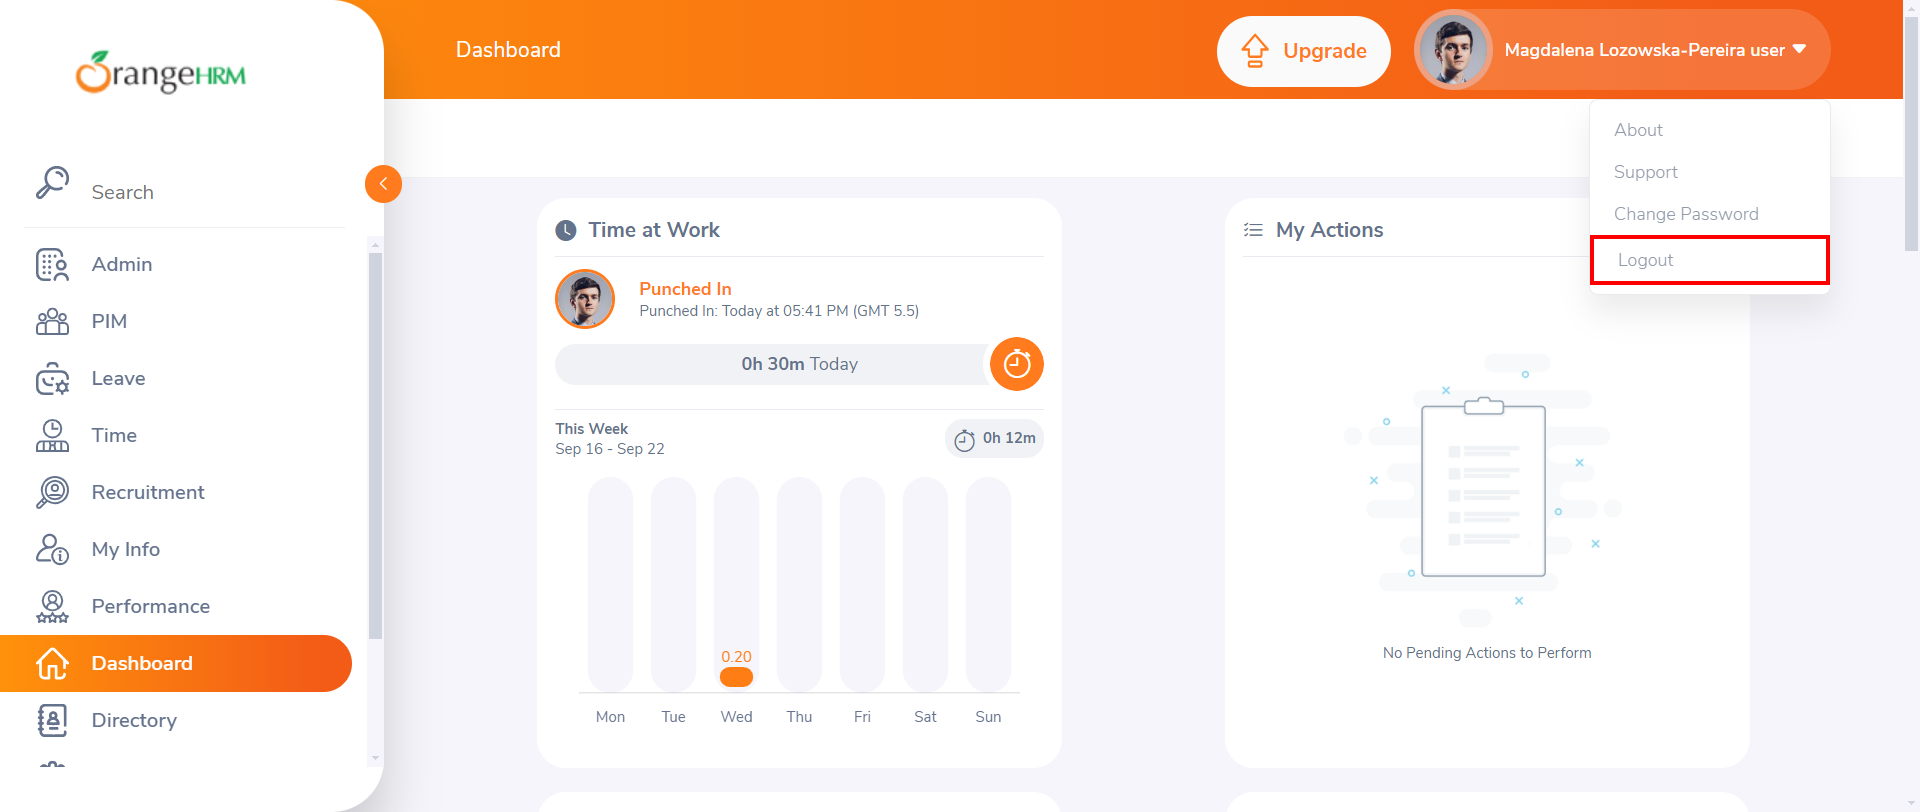 OrangeHRM
Search
Admin
PIM
Leave
Time
Recruitment
My Info
Performance
Dashboard
Directory
Dashboard
Upgrade
Magdalena Lozowska-Pereira user
About
Support
Change Password
Logout
Time at Work
Punched In
Punched In: Today at 05:41 PM (GMT 5.5)
0h 30m Today
This Week
Sep 16 - Sep 22
0h 12m
0.20
Mon Tue Wed Thu Fri Sat Sun
My Actions
No Pending Actions to Perform